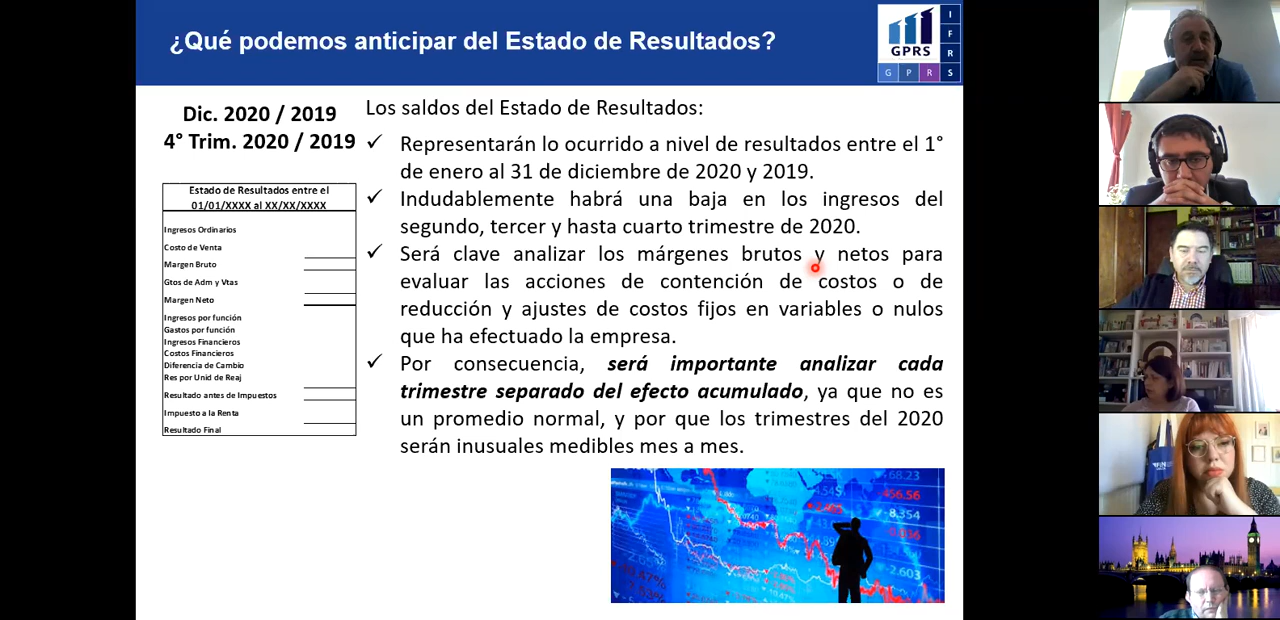 ¿Qué podemos anticipar del Estado de Resultados?
GPRS
I
F
R
G P R S
Dic. 2020 / 2019
4° Trim. 2020 / 2019
Estado de Resultados entre el
01/01/XXXX al XX/XX/XXXX
Ingresos Ordinarios
Costo de Venta
Margen Bruto
Gtos de Adm y Vtas
Margen Neto
Ingresos por función
Gastos por función
Ingresos Financieros
Costos Financieros
Diferencia de Cambio
Res por Unid de Reaj
Resultado antes de Impuestos
Impuesto a la Renta
Resultado Final
Los saldos del Estado de Resultados:
✓ Representarán lo ocurrido a nivel de resultados entre el 1°
de enero al 31 de diciembre de 2020 y 2019.
✓ Indudablemente habrá una baja en los ingresos del
segundo, tercer y hasta cuarto trimestre de 2020.
✓ Será clave analizar los márgenes brutos y netos para
evaluar las acciones de contención de costos o de
reducción y ajustes de costos fijos en variables o nulos
que ha efectuado la empresa.
✓ Por consecuencia, será importante analizar cada
trimestre separado del efecto acumulado, ya que no es
un promedio normal, y por que los trimestres del 2020
serán inusuales medibles mes a mes.
68.23
456.56
8.354
2.603